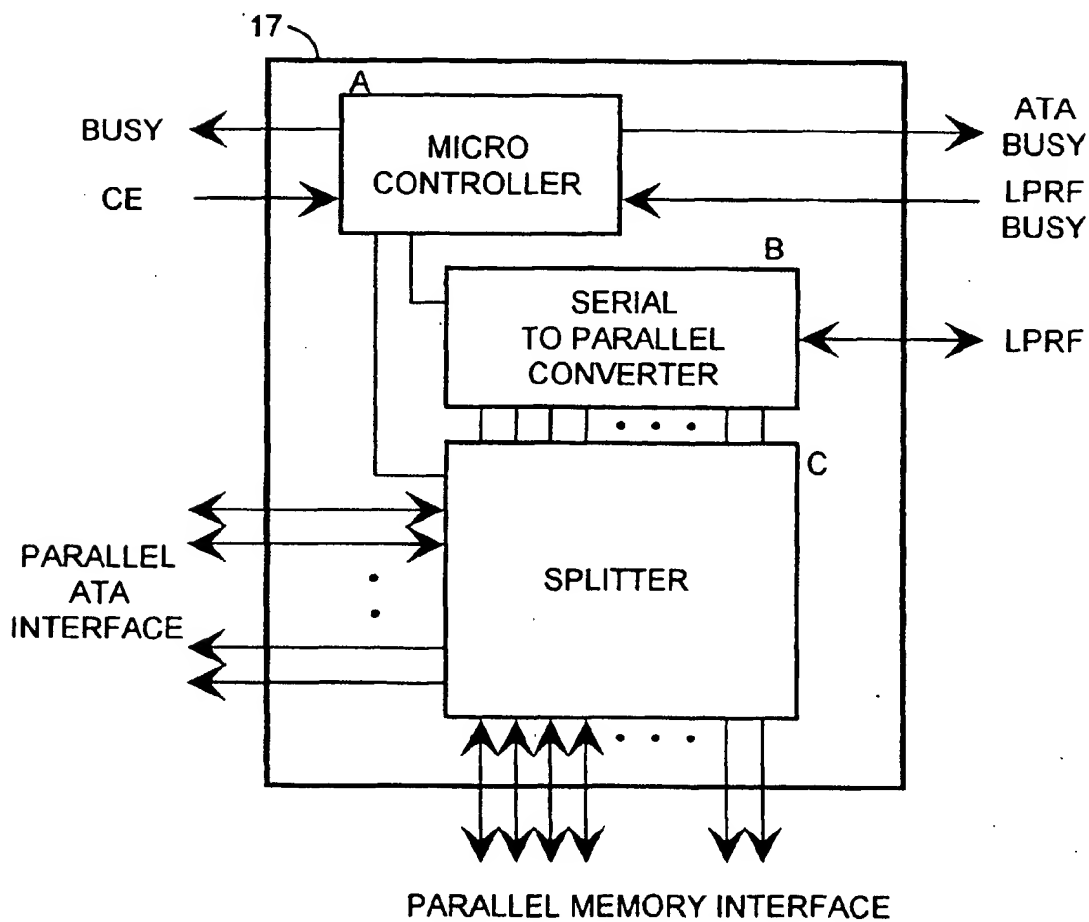 17
A
BUSY
CE
MICRO
CONTROLLER
ATA
BUSY
LPRF
BUSY
B
SERIAL
TO PARALLEL
CONVERTER
LPRF
C
SPLITTER
PARALLEL
ATA
INTERFACE
PARALLEL MEMORY INTERFACE